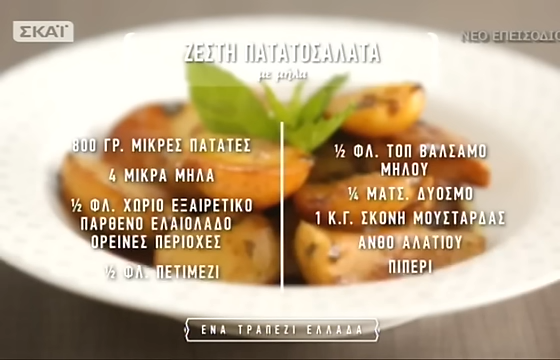 ΣΚΑΪ
ΝΕΟ ΕΠΕΙΣΟΔΙΟ
ΖΕΣΤΗ ΠΑΤΑΤΟΣΑΛΑΤΑ
με μήλα
800 ΓΡ. ΜΙΚΡΕΣ ΠΑΤΑΤΕΣ
4 ΜΙΚΡΑ ΜΗΛΑ
½ ΦΛ. ΧΩΡΙΟ ΕΞΑΙΡΕΤΙΚΟ
ΠΑΡΘΕΝΟ ΕΛΑΙΟΛΑΔΟ
ΟΡΕΙΝΕΣ ΠΕΡΙΟΧΕΣ
½ ΦΛ. ΠΕΤΙΜΕΖΙ
½ ΦΛ. ΤΟΠ ΒΑΛΣΑΜΟ
ΜΗΛΟΥ
¼ ΜΑΤΣ. ΔΥΟΣΜΟ
1 Κ.Γ. ΣΚΟΝΗ ΜΟΥΣΤΑΡΔΑΣ
ΑΝΘΟ ΑΛΑΤΙΟΥ
ΠΙΠΕΡΙ
ΕΝΑ ΤΡΑΠΕΖΙ ΕΛΛΑΔΑ